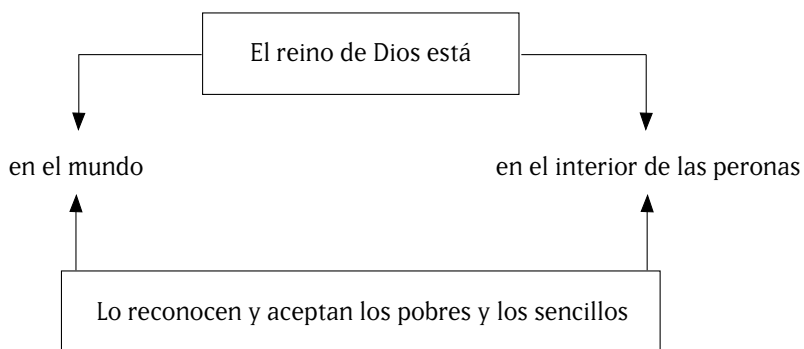 El reino de Dios está
en el mundo
en el interior de las peronas
Lo reconocen y aceptan los pobres y los sencillos